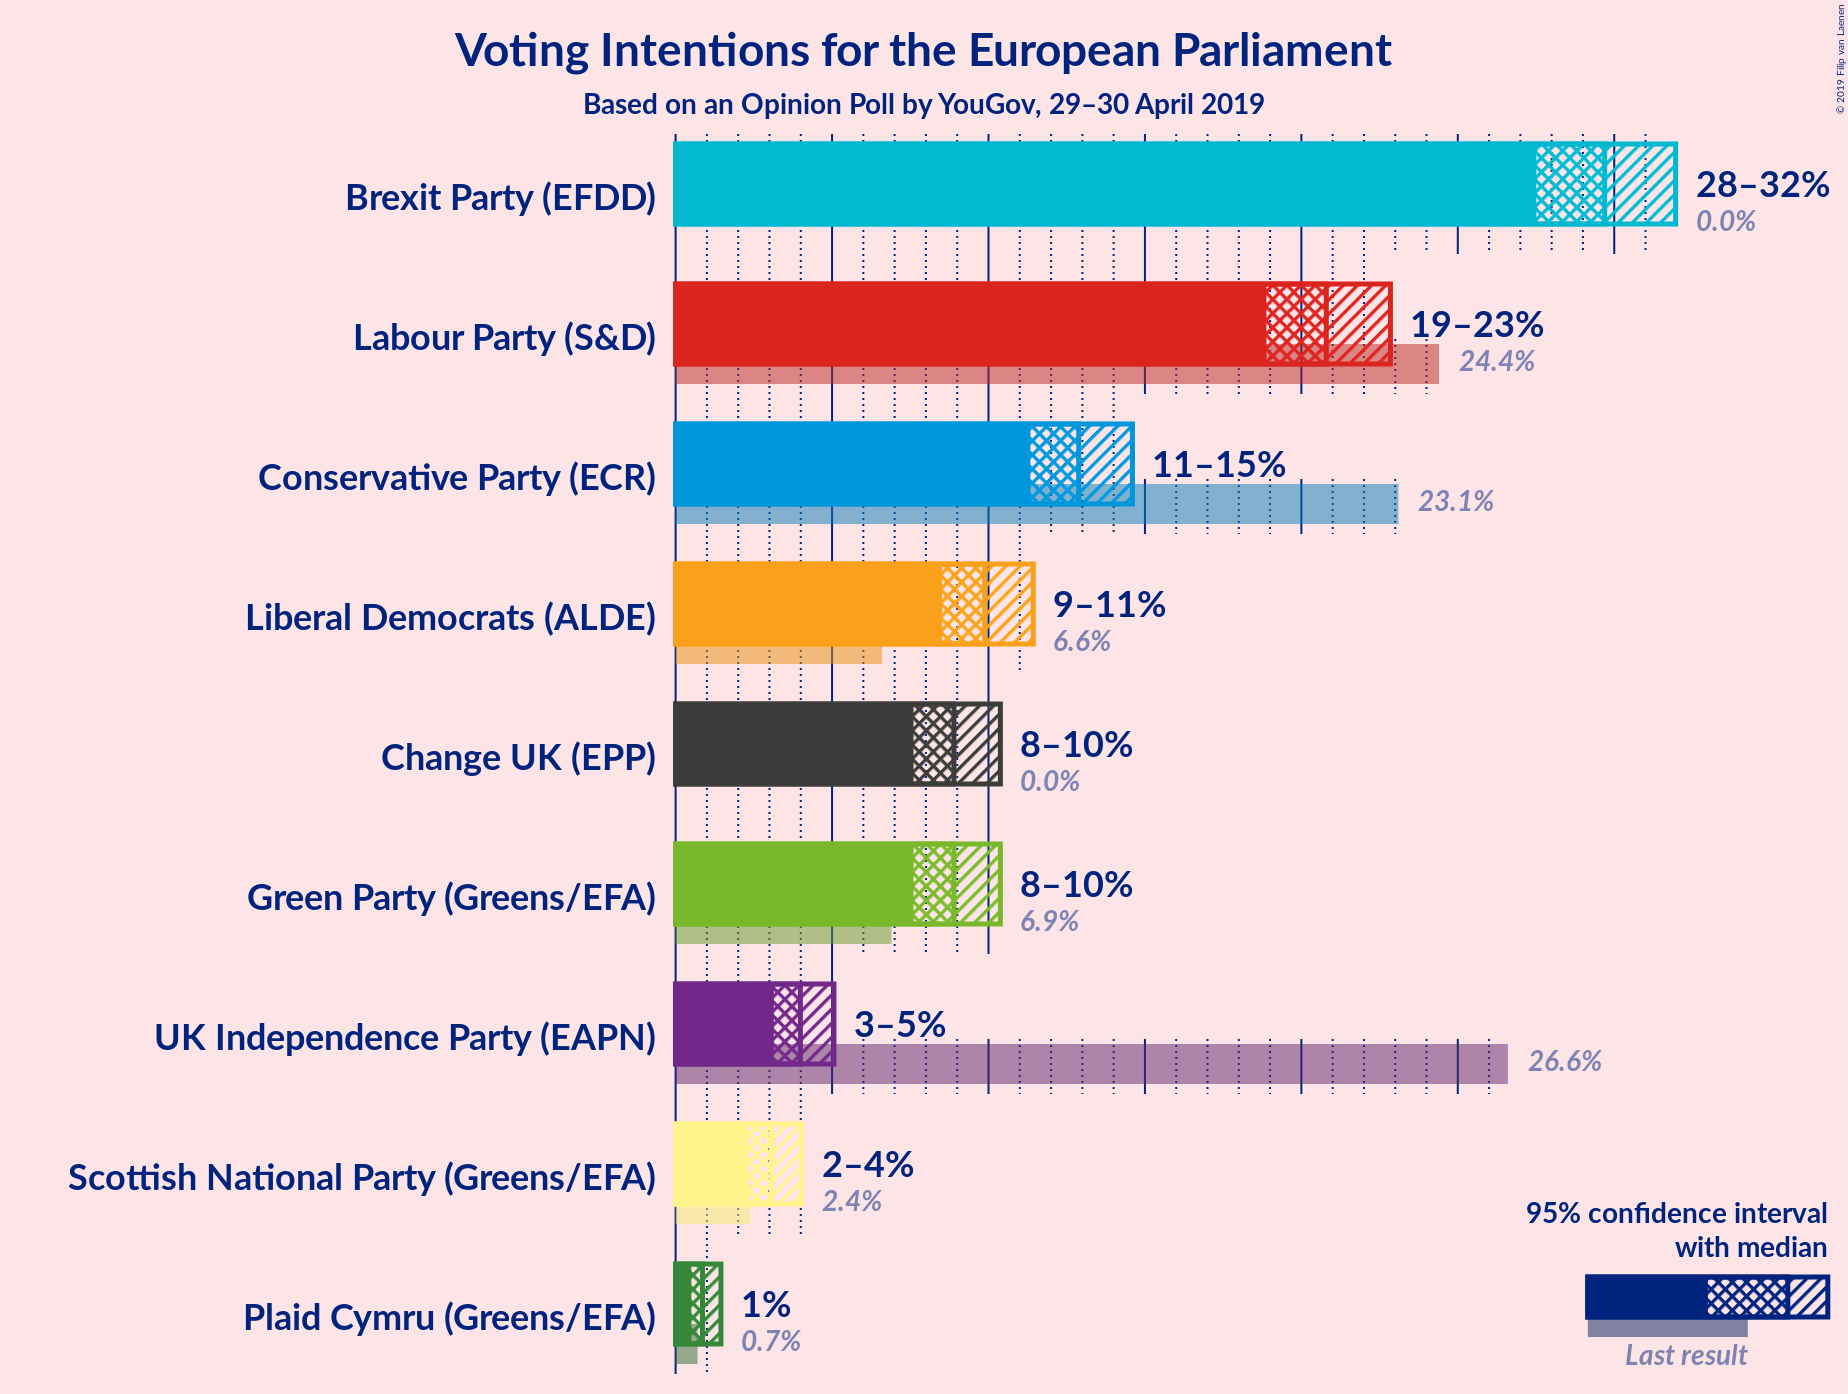 Voting Intentions for the European Parliament
Based on an Opinion Poll by YouGov, 29–30 April 2019
© 2019 Filip van Laenen
Brexit Party (EFDD)
28–32%
0.0%
Labour Party (S&D)
19–23%
24.4%
Conservative Party (ECR)
11–15%
23.1%
Liberal Democrats (ALDE)
9–11%
6.6%
Change UK (EPP)
8–10%
0.0%
Green Party (Greens/EFA)
8–10%
6.9%
UK Independence Party (EAPN)
3–5%
26.6%
Scottish National Party (Greens/EFA)
2–4%
2.4%
Plaid Cymru (Greens/EFA)
1%
0.7%
95% confidence interval
with median
Last result